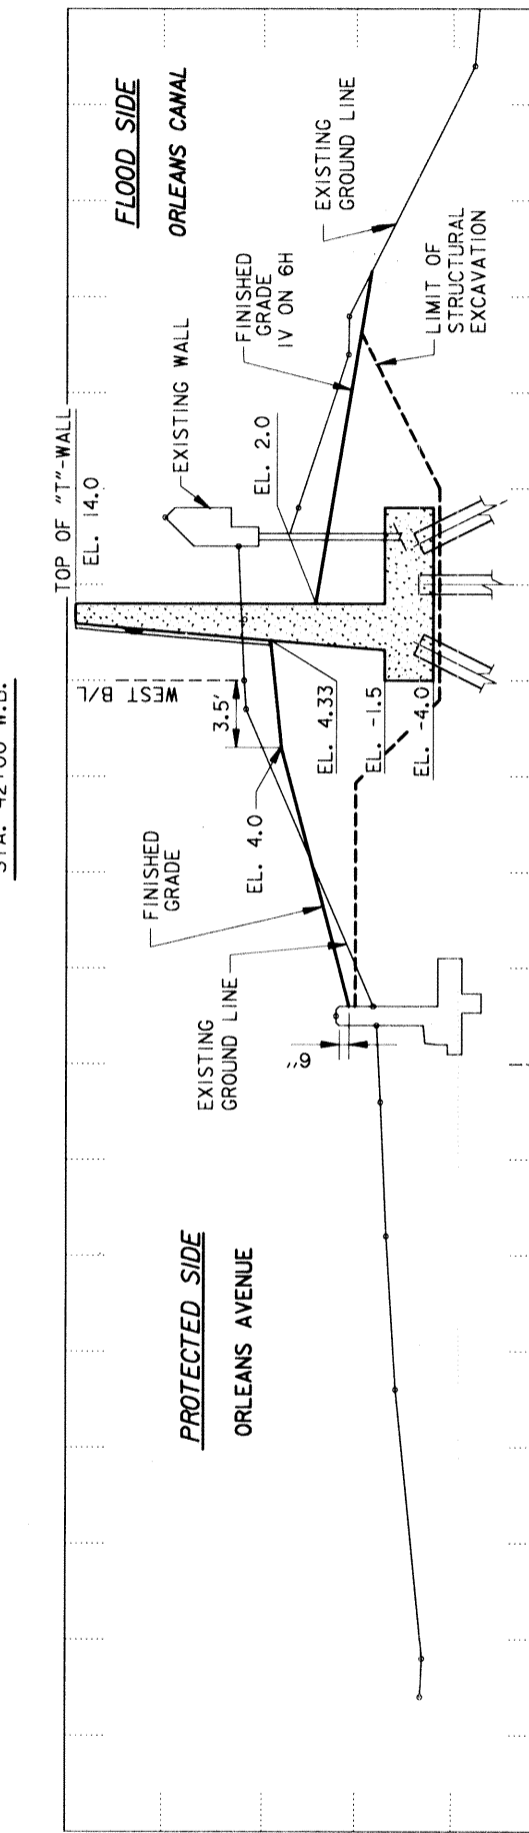 TOP OF "T"-WALL
EL. 14.0
PROTECTED SIDE
ORLEANS AVENUE
FLOOD SIDE
ORLEANS CANAL
EXISTING
GROUND LINE
FINISHED
GRADE
WEST B/L
3.5'
EL. 4.0
EL. 4.33
EL. -1.5
EL. -4.0
6"
EXISTING WALL
EL. 2.0
FINISHED
GRADE
1V ON 6H
EXISTING
GROUND LINE
LIMIT OF
STRUCTURAL
EXCAVATION